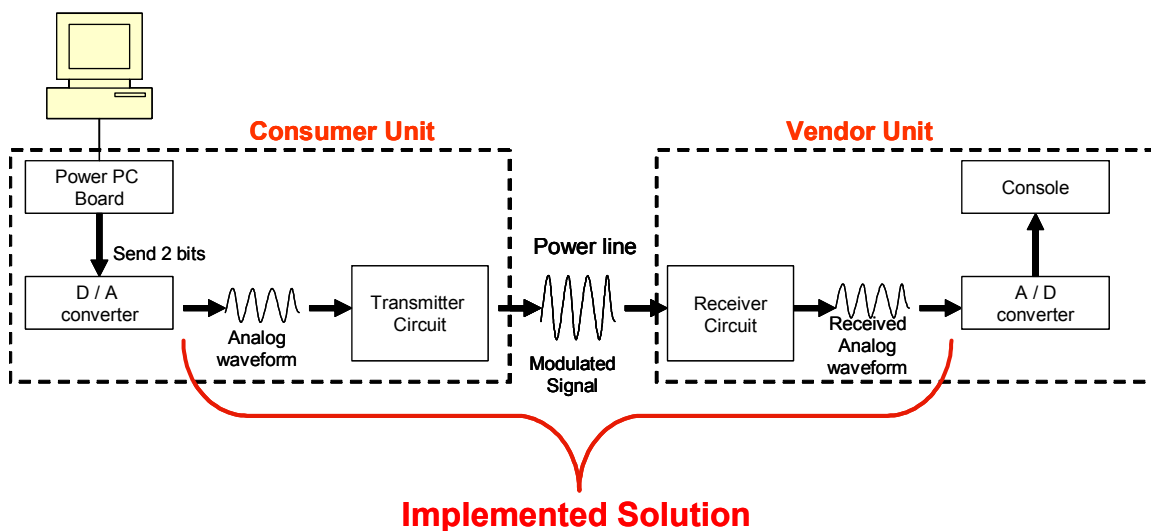 Consumer Unit
Vendor Unit
Power PC
Board
Send 2 bits
D / A
converter
Analog
waveform
Transmitter
Circuit
Power line
Modulated
Signal
Receiver
Circuit
Received
Analog
waveform
Console
A / D
converter
Implemented Solution